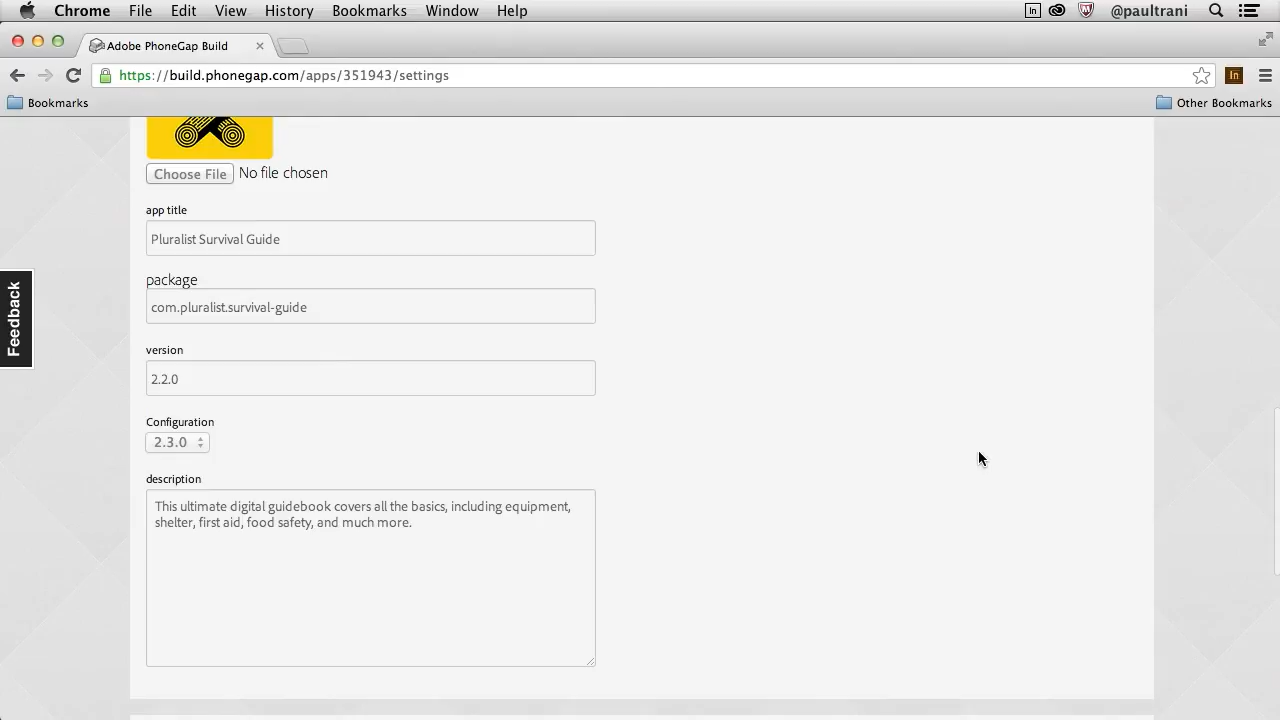 Chrome File Edit View History Bookmarks Window Help In @paultrani
Adobe PhoneGap Build
https://build.phonegap.com/apps/351943/settings In
Bookmarks Other Bookmarks
Choose File No file chosen
app title
Pluralist Survival Guide
package
com.pluralist.survival-guide
Feedback
version
2.2.0
Configuration
2.3.0
description
This ultimate digital guidebook covers all the basics, including equipment,
shelter, first aid, food safety, and much more.